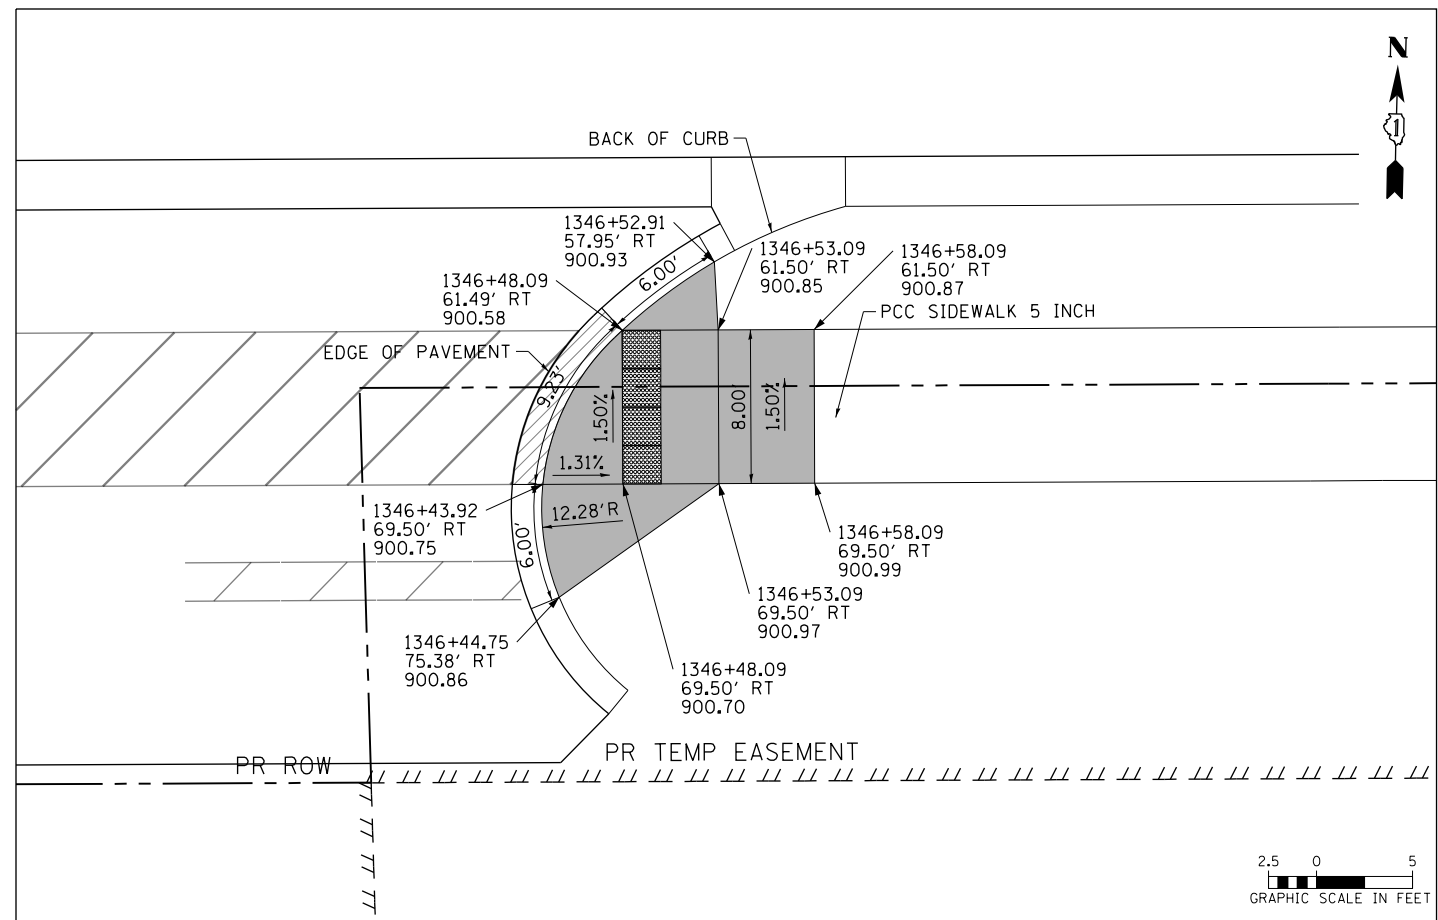 N
1
BACK OF CURB
1346+52.91
57.95' RT
900.93
6.00'
1346+53.09
61.50' RT
900.85
1346+58.09
61.50' RT
900.87
1346+48.09
61.49' RT
900.58
PCC SIDEWALK 5 INCH
EDGE OF PAVEMENT
9.23'
1.50%
8.00'
1.50%
1.31%
12.28'R
1346+43.92
69.50' RT
900.75
6.00'
1346+58.09
69.50' RT
900.99
1346+53.09
69.50' RT
900.97
1346+44.75
75.38' RT
900.86
1346+48.09
69.50' RT
900.70
PR ROW
PR TEMP EASEMENT
2.5 0 5
GRAPHIC SCALE IN FEET